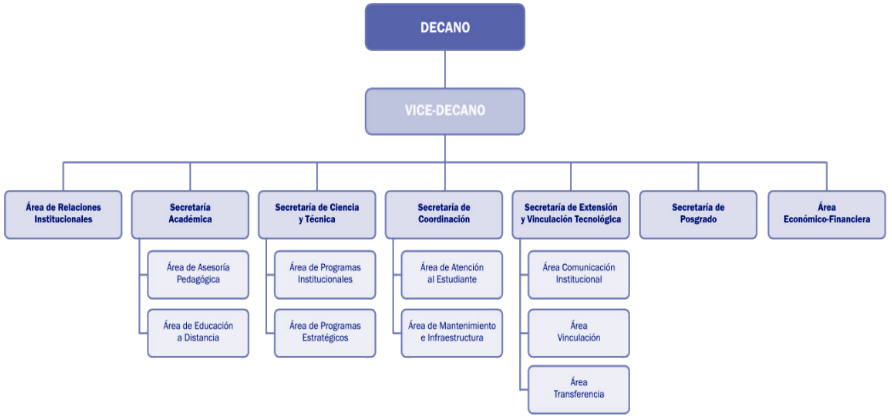 DECANO
VICE-DECANO
Área de Relaciones
Institucionales
Secretaría
Académica
Secretaría de Ciencia
y Técnica
Secretaría de
Coordinación
Secretaría de Extensión
y Vinculación Tecnológica
Secretaría de
Posgrado
Área
Económico-Financiera
Área de Asesoría
Pedagógica
Área de Programas
Institucionales
Área de Atención
al Estudiante
Área Comunicación
Institucional
Área de Educación
a Distancia
Área de Programas
Estratégicos
Área de Mantenimiento
e Infraestructura
Área
Vinculación
Área
Transferencia